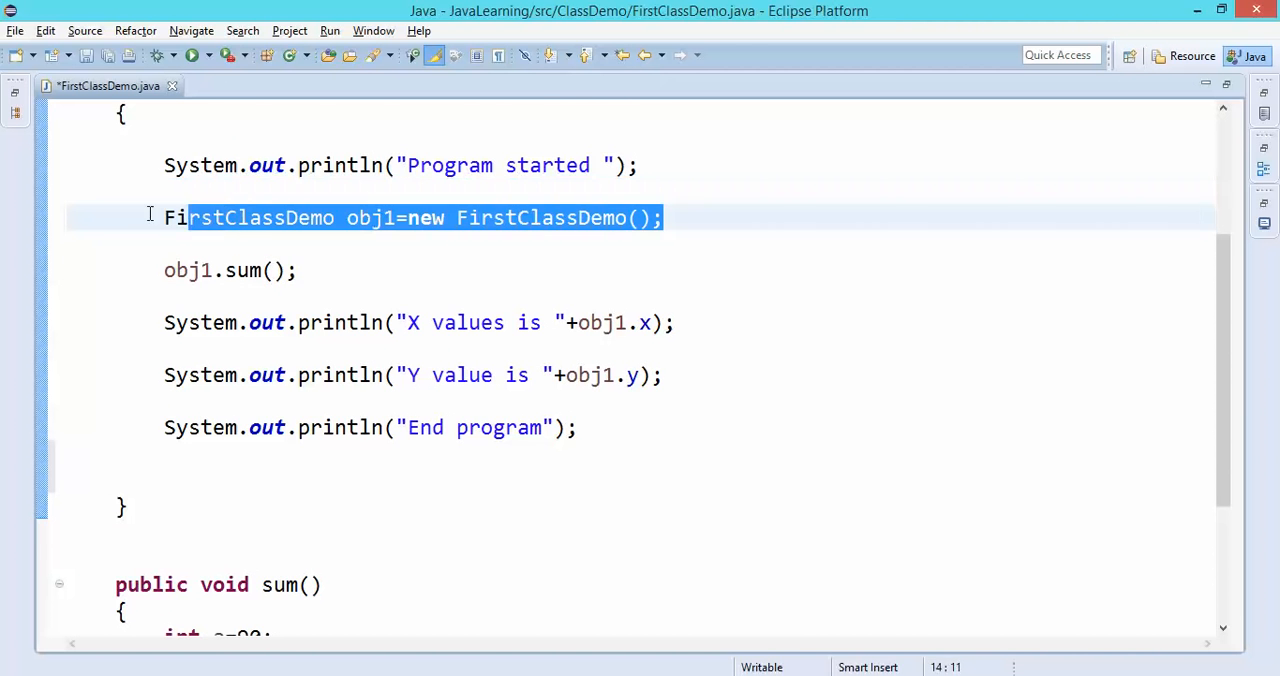 Java - JavaLearning/src/ClassDemo/FirstClassDemo.java - Eclipse Platform
File Edit Source Refactor Navigate Search Project Run Window Help
Quick Access Resource Java
*FirstClassDemo.java
{
System.out.println("Program started ");
FirstClassDemo obj1=new FirstClassDemo();
obj1.sum();
System.out.println("X values is "+obj1.x);
System.out.println("Y value is "+obj1.y);
System.out.println("End program");
}
public void sum()
{
int a=90;
Writable Smart Insert 14 : 11